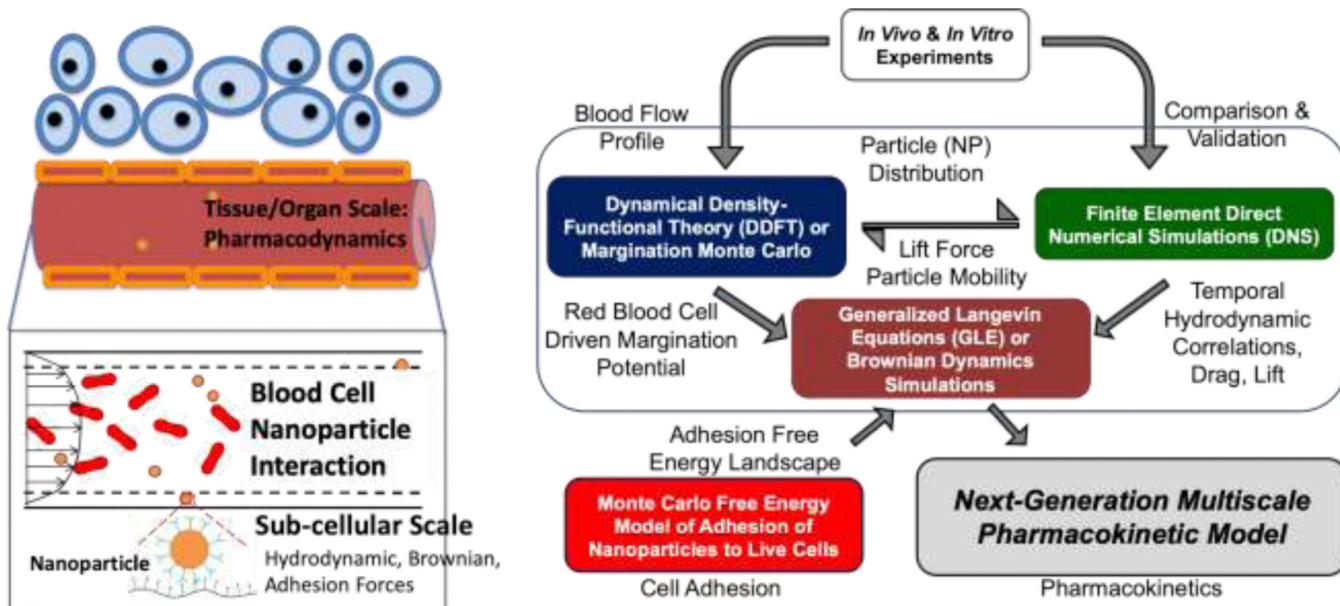 Tissue/Organ Scale:
Pharmacodynamics
Blood Cell
Nanoparticle
Interaction
Sub-cellular Scale
Nanoparticle
Hydrodynamic, Brownian,
Adhesion Forces
In Vivo & In Vitro
Experiments
Blood Flow
Profile
Comparison &
Validation
Particle (NP)
Distribution
Dynamical Density-
Functional Theory (DDFT) or
Margination Monte Carlo
Finite Element Direct
Numerical Simulations (DNS)
Lift Force
Particle Mobility
Red Blood Cell
Driven Margination
Potential
Generalized Langevin
Equations (GLE) or
Brownian Dynamics
Simulations
Temporal
Hydrodynamic
Correlations,
Drag, Lift
Adhesion Free
Energy Landscape
Monte Carlo Free Energy
Model of Adhesion of
Nanoparticles to Live Cells
Cell Adhesion
Next-Generation Multiscale
Pharmacokinetic Model
Pharmacokinetics